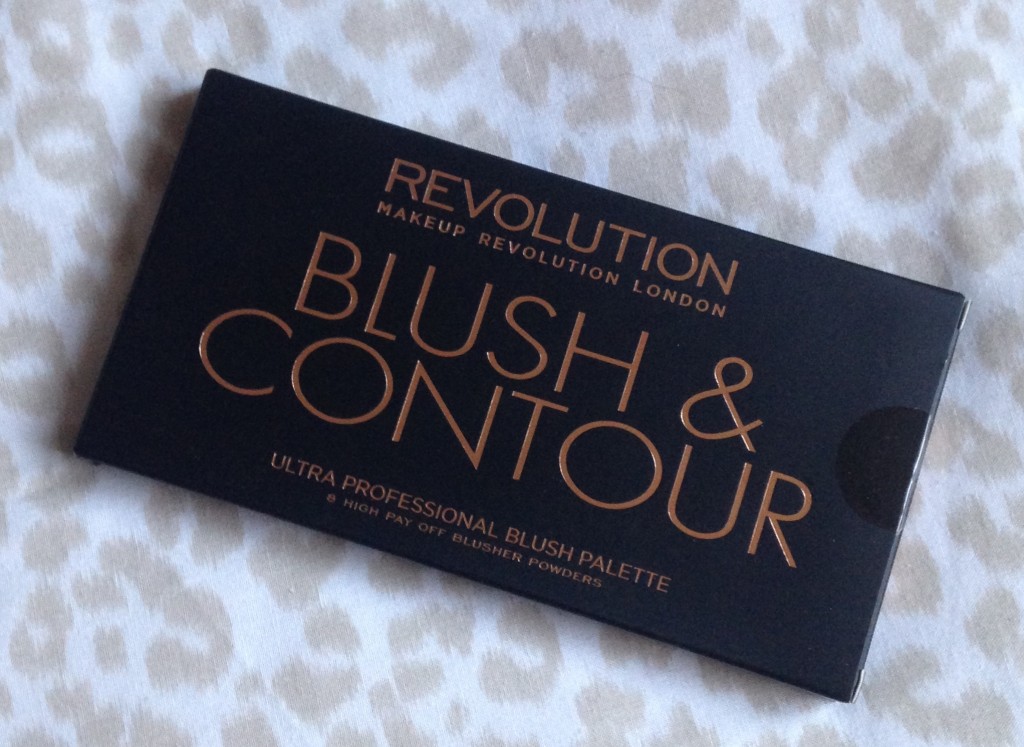 REVOLUTION
MAKEUP REVOLUTION LONDON
BLUSH &
CONTOUR
ULTRA PROFESSIONAL BLUSH PALETTE
8 HIGH PAY OFF BLUSHER POWDERS